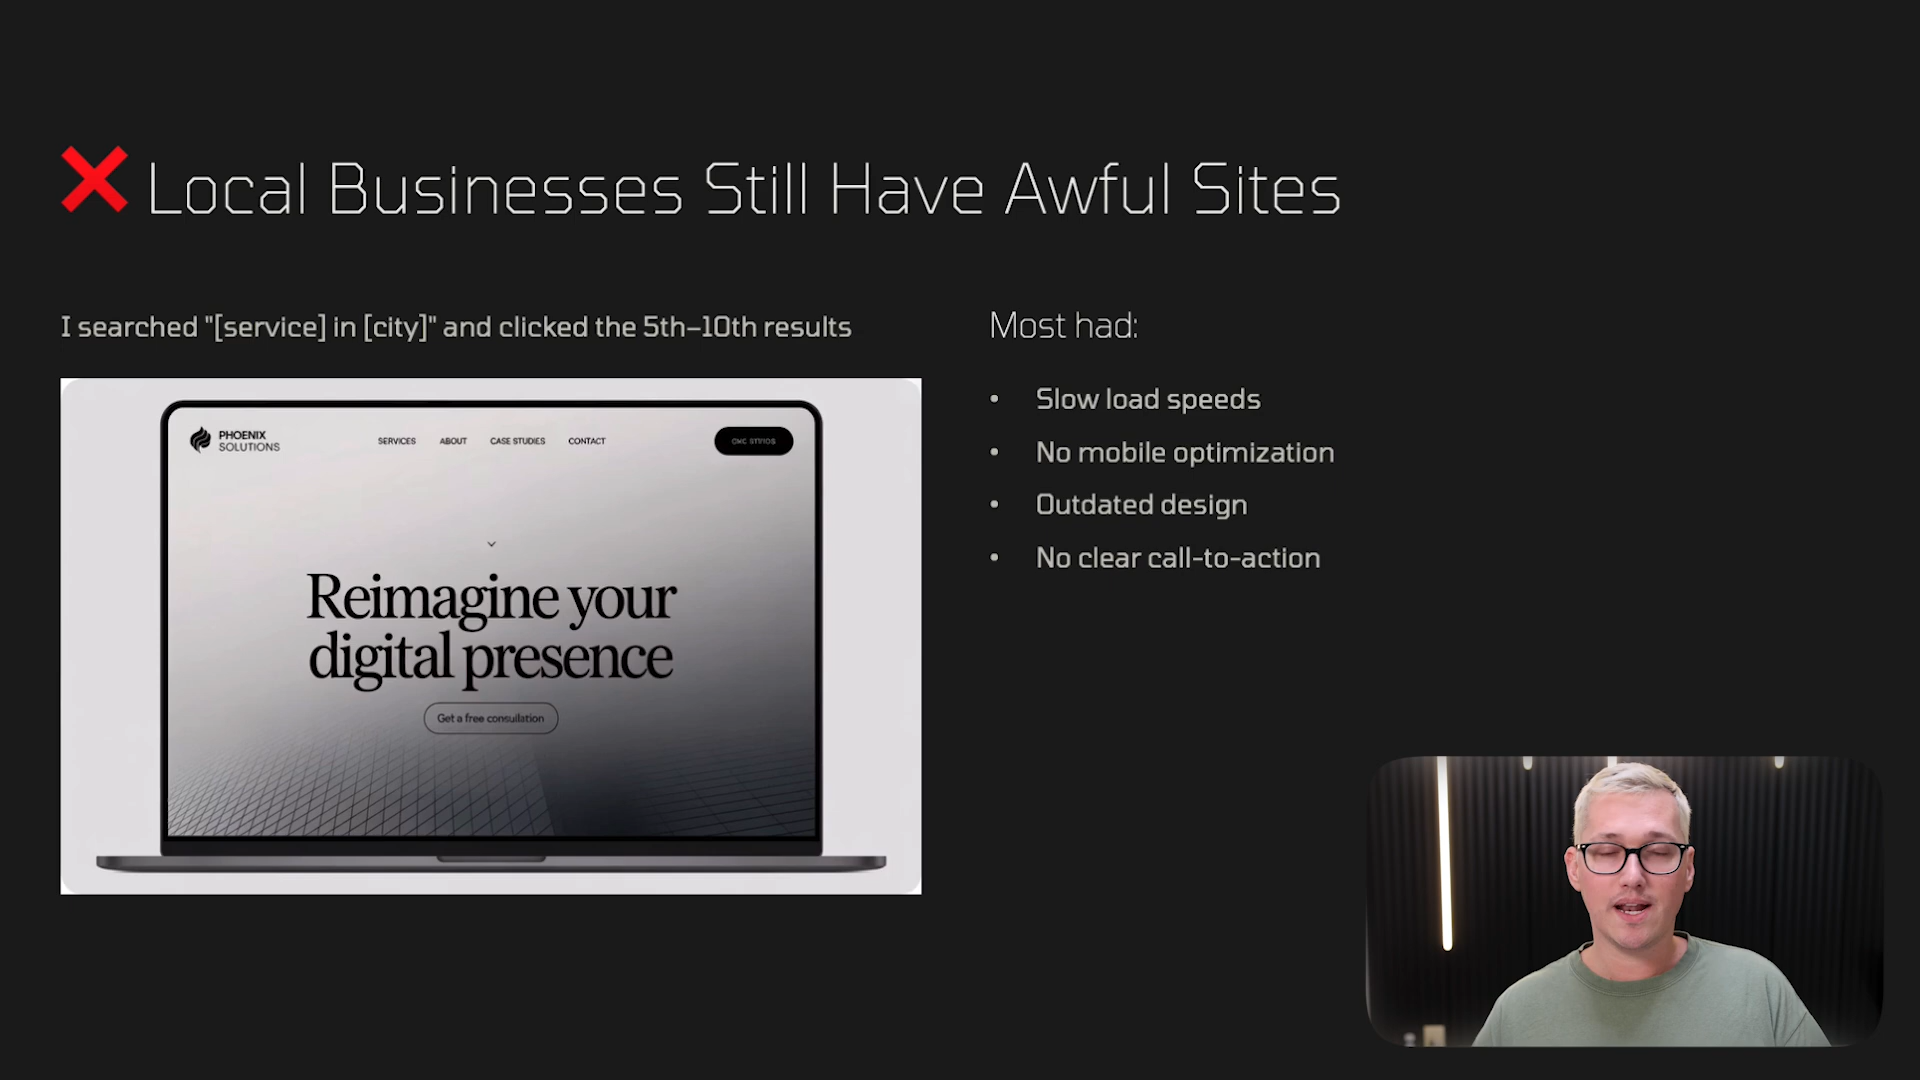 ❌ Local Businesses Still Have Awful Sites
I searched "[service] in [city]" and clicked the 5th–10th results
PHOENIX
SOLUTIONS
SERVICES ABOUT CASE STUDIES CONTACT
Reimagine your
digital presence
Get a free consultation
Most had:
• Slow load speeds
• No mobile optimization
• Outdated design
• No clear call-to-action